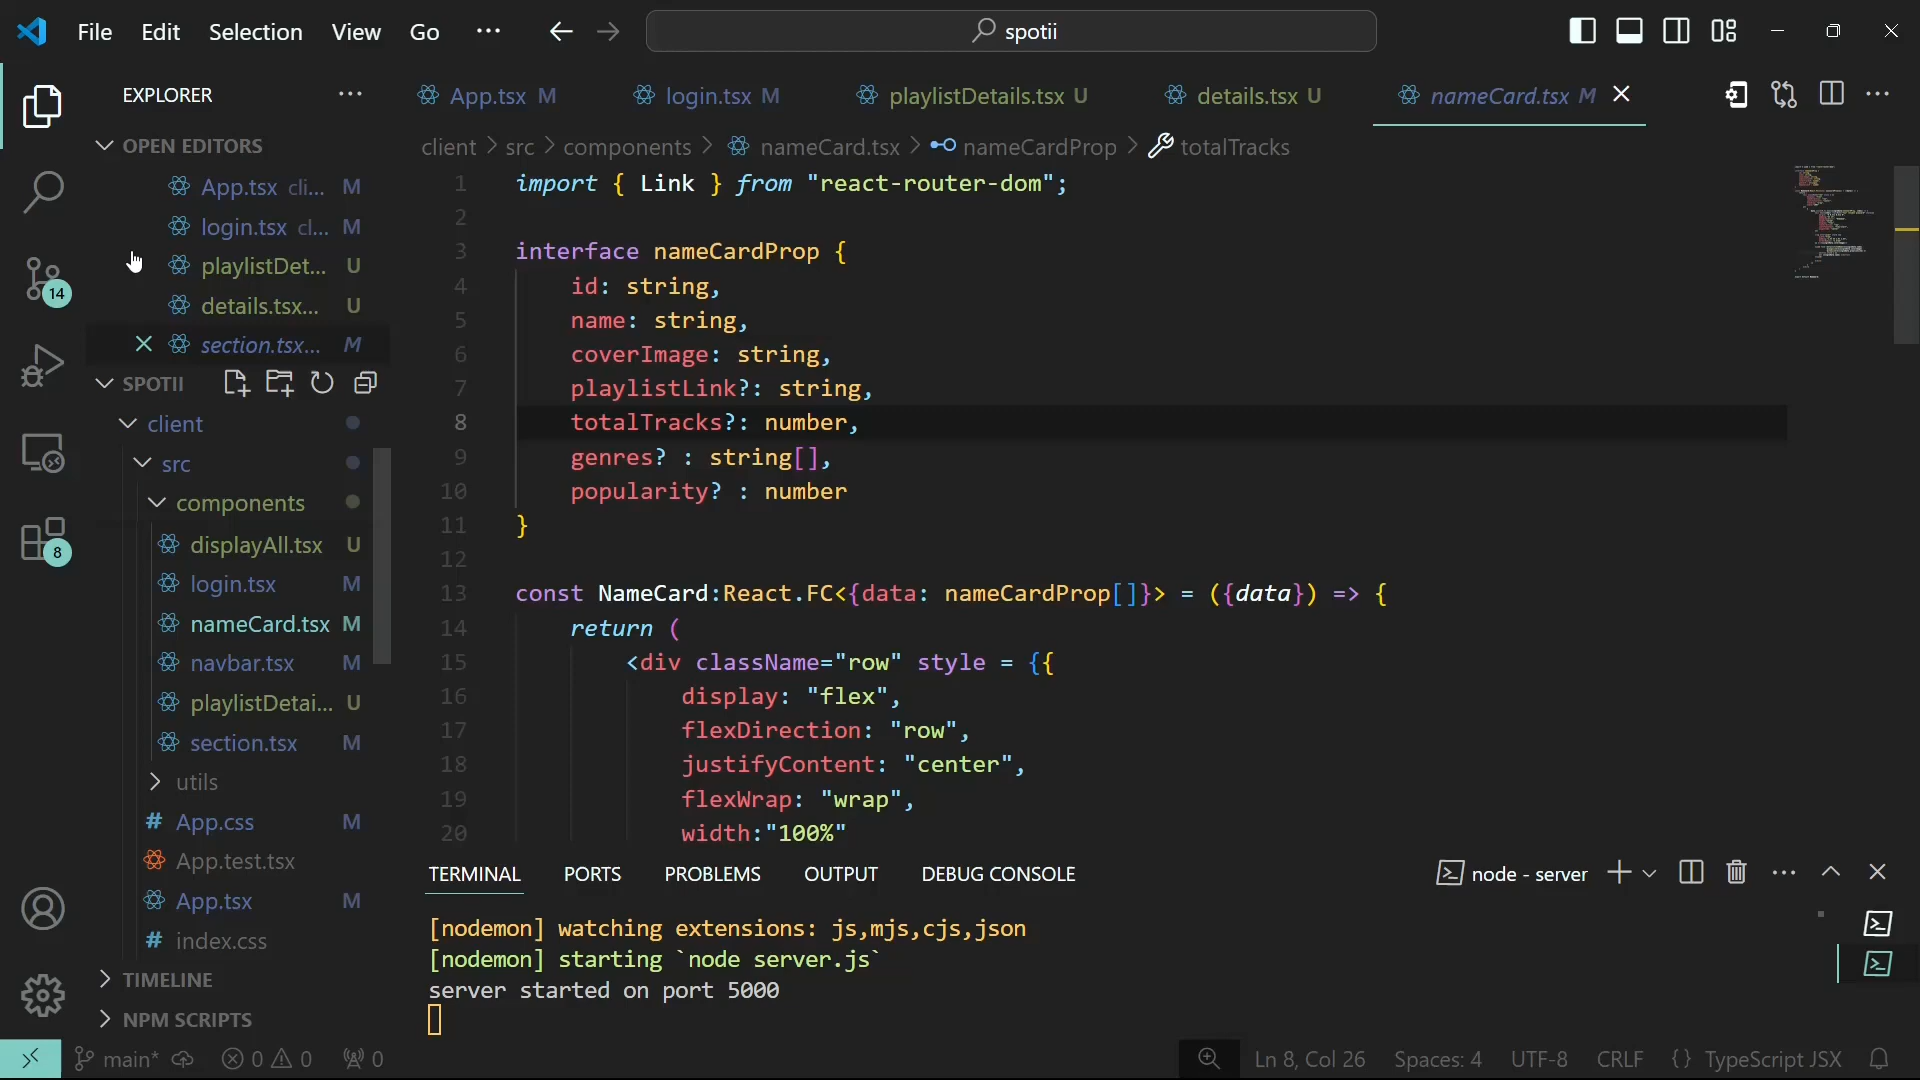 File Edit Selection View Go ··· spotii
EXPLORER ···
OPEN EDITORS
App.tsx cli... M
login.tsx cl... M
playlistDet... U
details.tsx... U
section.tsx... M
SPOTII
client
src
components
displayAll.tsx U
login.tsx M
nameCard.tsx M
navbar.tsx M
playlistDetai... U
section.tsx M
utils
# App.css M
App.test.tsx
App.tsx M
# index.css
TIMELINE
NPM SCRIPTS
14
8
App.tsx M login.tsx M playlistDetails.tsx U details.tsx U nameCard.tsx M
client > src > components > nameCard.tsx > nameCardProp > totalTracks
1 import { Link } from "react-router-dom";
2
3 interface nameCardProp {
4 id: string,
5 name: string,
6 coverImage: string,
7 playlistLink?: string,
8 totalTracks?: number,
9 genres? : string[],
10 popularity? : number
11 }
12
13 const NameCard:React.FC<{data: nameCardProp[]}> = ({data}) => {
14 return (
15 <div className="row" style = {{
16 display: "flex",
17 flexDirection: "row",
18 justifyContent: "center",
19 flexWrap: "wrap",
20 width:"100%"
TERMINAL PORTS PROBLEMS OUTPUT DEBUG CONSOLE node - server
[nodemon] watching extensions: js,mjs,cjs,json
[nodemon] starting `node server.js`
server started on port 5000
main* 0 0 0 Ln 8, Col 26 Spaces: 4 UTF-8 CRLF {} TypeScript JSX